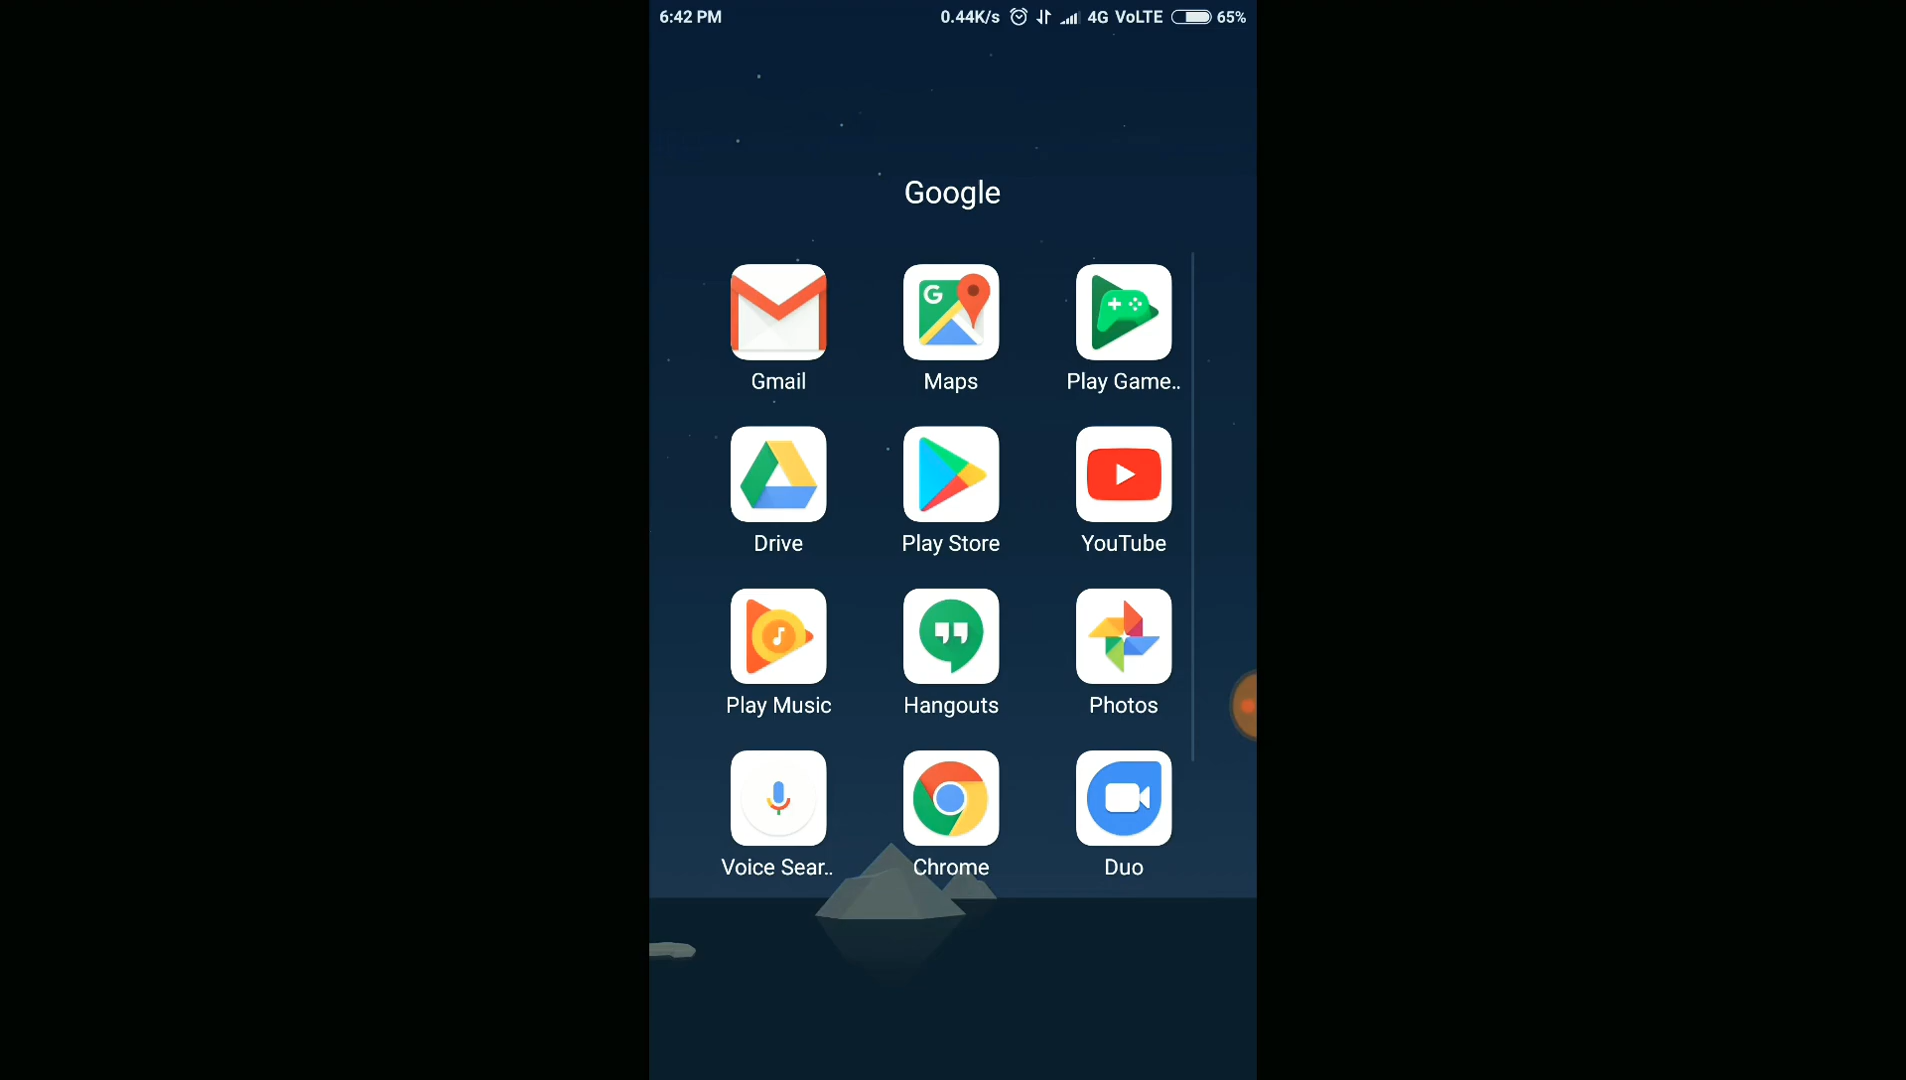 6:42 PM 0.44K/s 4G VoLTE 65%
Google
Gmail Maps Play Game..
Drive Play Store YouTube
Play Music Hangouts Photos
Voice Sear.. Chrome Duo